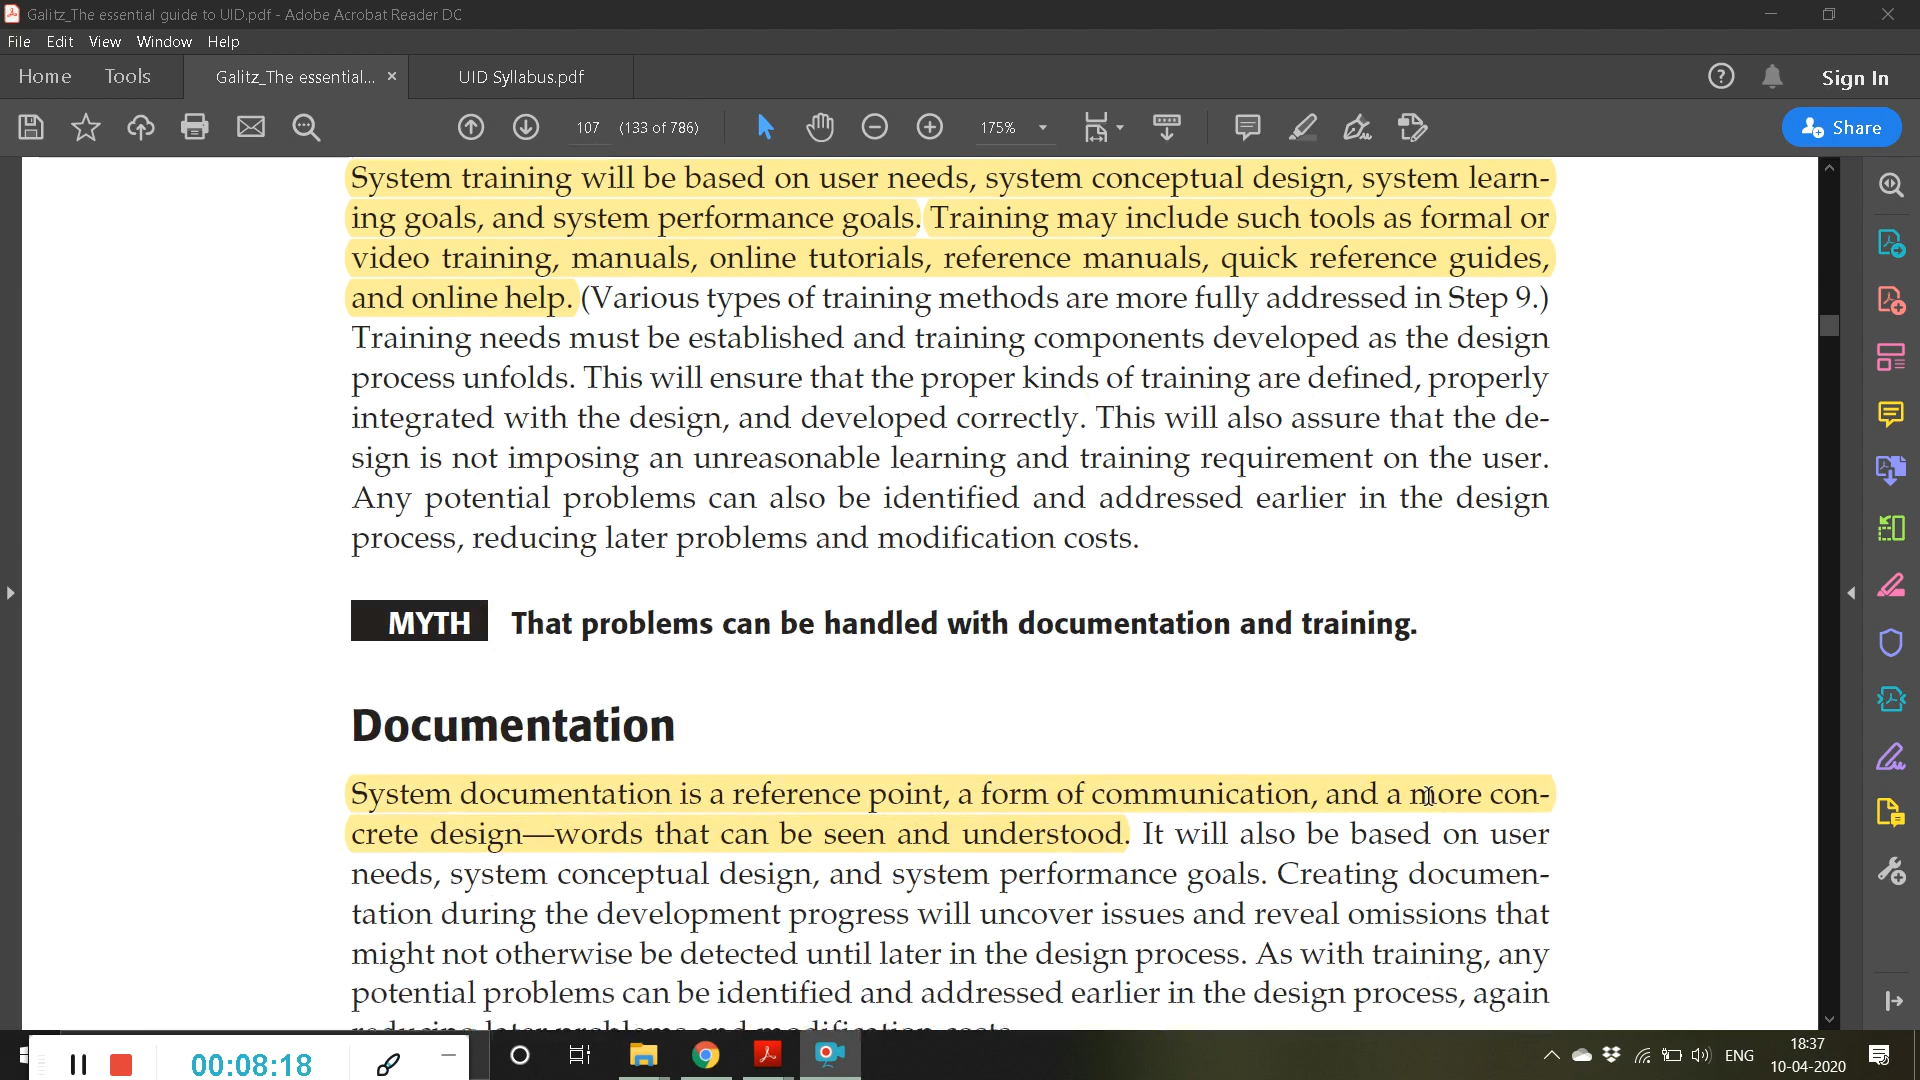 Galitz_The essential guide to UID.pdf - Adobe Acrobat Reader DC
File Edit View Window Help
Home Tools Galitz_The essential... × UID Syllabus.pdf Sign In
107 (133 of 786) 175% Share
System training will be based on user needs, system conceptual design, system learn-
ing goals, and system performance goals. Training may include such tools as formal or
video training, manuals, online tutorials, reference manuals, quick reference guides,
and online help. (Various types of training methods are more fully addressed in Step 9.)
Training needs must be established and training components developed as the design
process unfolds. This will ensure that the proper kinds of training are defined, properly
integrated with the design, and developed correctly. This will also assure that the de-
sign is not imposing an unreasonable learning and training requirement on the user.
Any potential problems can also be identified and addressed earlier in the design
process, reducing later problems and modification costs.
MYTH That problems can be handled with documentation and training.
Documentation
System documentation is a reference point, a form of communication, and a more con-
crete design—words that can be seen and understood. It will also be based on user
needs, system conceptual design, and system performance goals. Creating documen-
tation during the development progress will uncover issues and reveal omissions that
might not otherwise be detected until later in the design process. As with training, any
potential problems can be identified and addressed earlier in the design process, again
reducing later problems and modification costs.
00:08:18 ENG 18:37
10-04-2020